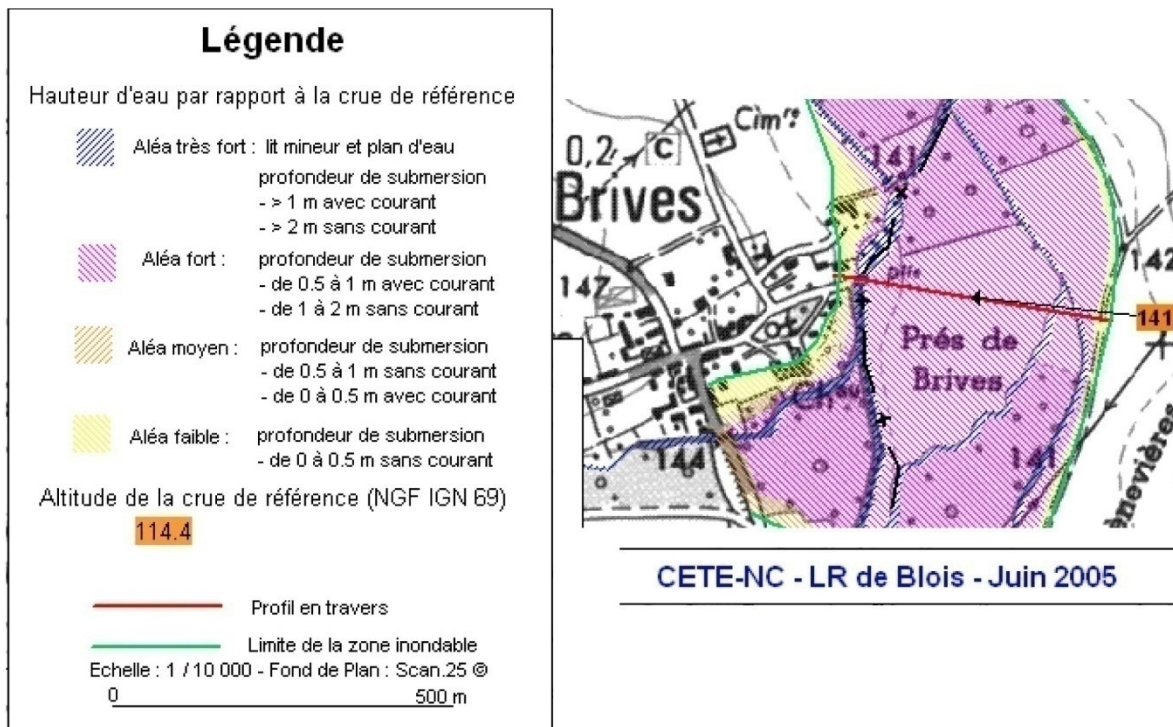 Légende
Hauteur d'eau par rapport à la crue de référence
Aléa très fort : lit mineur et plan d'eau
profondeur de submersion
- > 1 m avec courant
- > 2 m sans courant
Aléa fort : profondeur de submersion
- de 0.5 à 1 m avec courant
- de 1 à 2 m sans courant
Aléa moyen : profondeur de submersion
- de 0.5 à 1 m sans courant
- de 0 à 0.5 m avec courant
Aléa faible : profondeur de submersion
- de 0 à 0.5 m sans courant
Altitude de la crue de référence (NGF IGN 69)
114.4
Profil en travers
Limite de la zone inondable
Echelle : 1 / 10 000 - Fond de Plan : Scan.25 ©
0 500 m
Cimre
0,2 C
141
Brives
142
147
pits
141
Prés de
Brives
Chau
144
141
CETE-NC - LR de Blois - Juin 2005